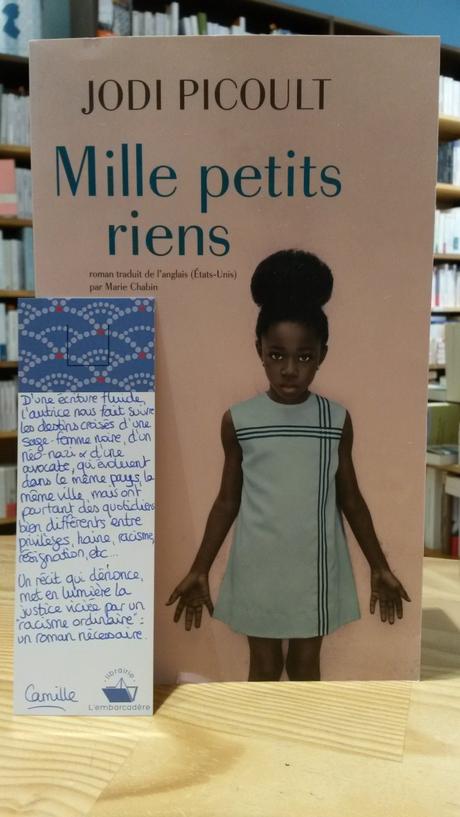 JODI PICOULT
Mille petits
riens
roman traduit de l'anglais (États-Unis)
par Marie Chabin
D'une écriture fluide,
l'autrice nous fait suivre
les destins croisés d'une
sage-femme noire, d'un
néo-nazi & d'une
avocate, qui évoluent
dans le même pays, la
même ville, mais ont
pourtant des quotidiens
bien différents entre
privilèges, haine, racisme,
résignation, etc...
Un récit qui dénonce,
met en lumière la
justice viciée par un
"racisme ordinaire" :
un roman nécessaire.
Camille
librairie
L'embarcadère